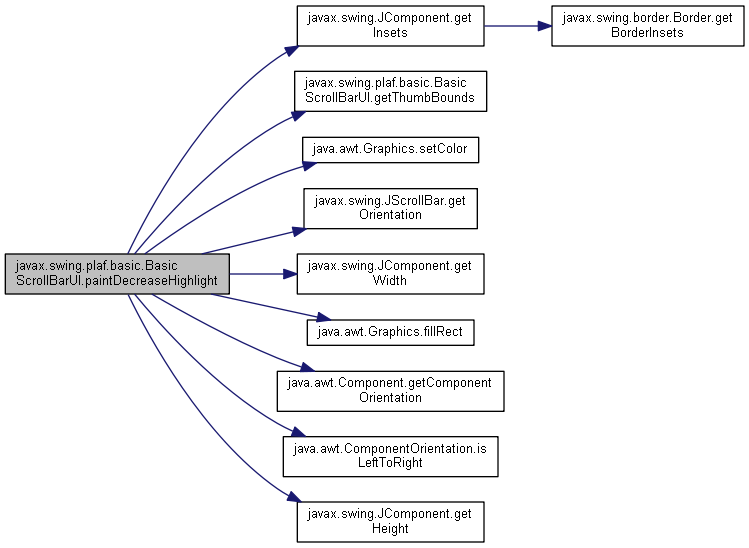 javax.swing.JComponent.get
Insets
javax.swing.border.Border.get
BorderInsets
javax.swing.plaf.basic.Basic
ScrollBarUI.getThumbBounds
java.awt.Graphics.setColor
javax.swing.JScrollBar.get
Orientation
javax.swing.plaf.basic.Basic
ScrollBarUI.paintDecreaseHighlight
javax.swing.JComponent.get
Width
java.awt.Graphics.fillRect
java.awt.Component.getComponent
Orientation
java.awt.ComponentOrientation.is
LeftToRight
javax.swing.JComponent.get
Height